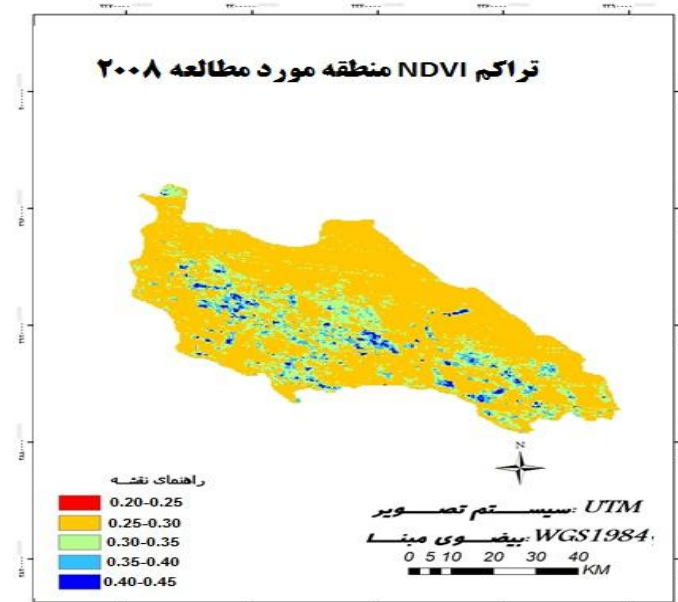 تراکم NDVI منطقه مورد مطالعه ۲۰۰۸
راهنمای نقشه
0.20-0.25
0.25-0.30
0.30-0.35
0.35-0.40
0.40-0.45
N
سیستم تصویر: UTM
بیضوی مبنا: WGS1984
0 5 10 20 30 40
KM